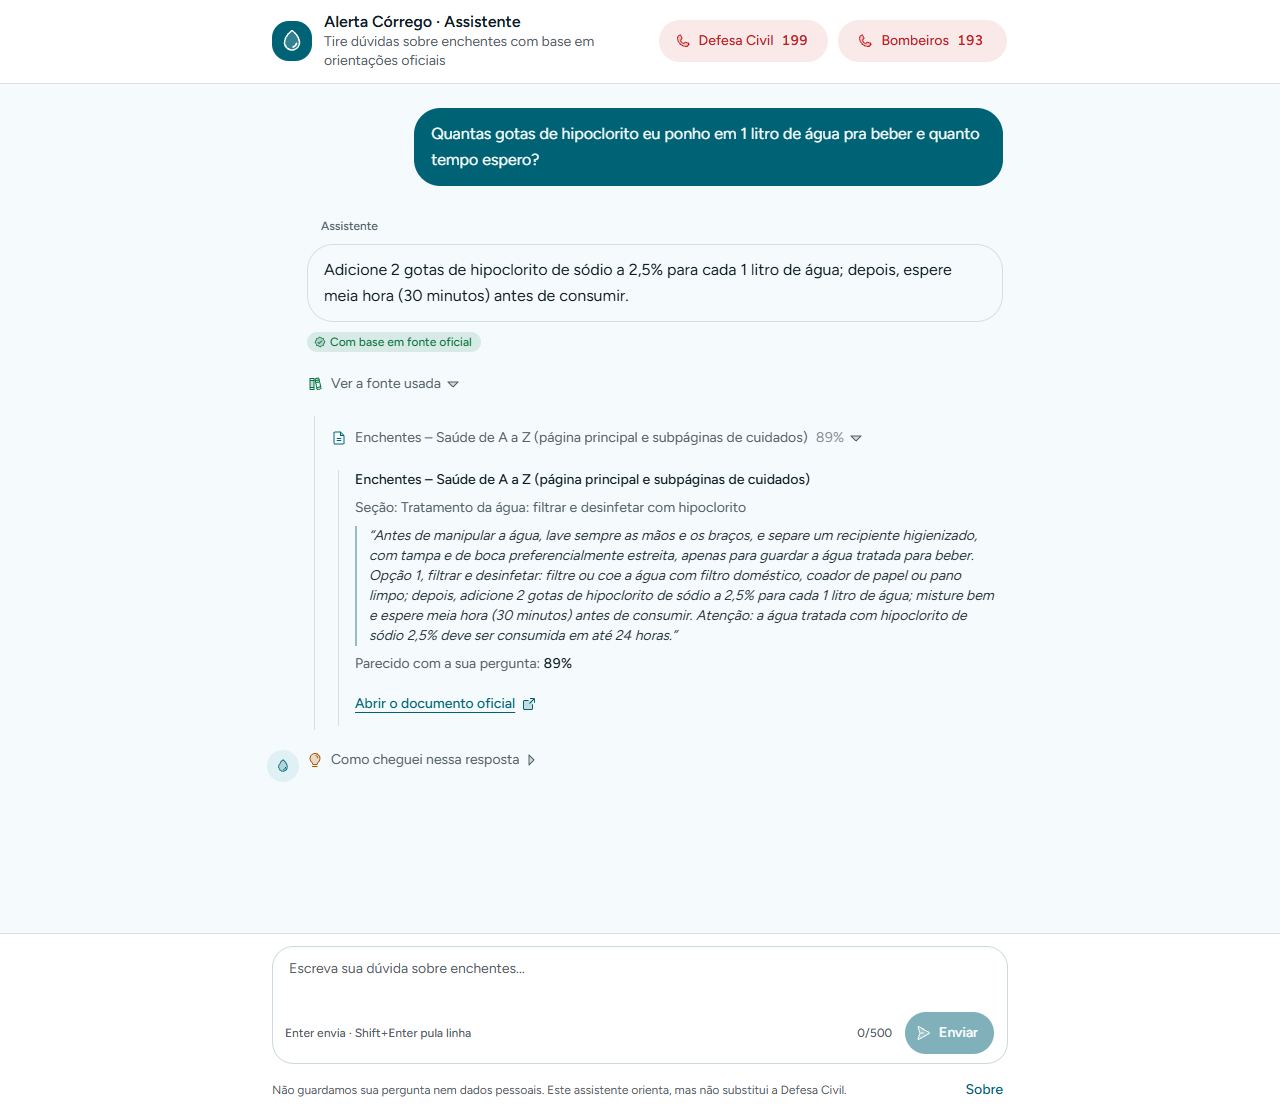 Alerta Córrego · Assistente
Tire dúvidas sobre enchentes com base em
orientações oficiais
Defesa Civil 199
Bombeiros 193
Quantas gotas de hipoclorito eu ponho em 1 litro de água pra beber e quanto
tempo espero?
Assistente
Adicione 2 gotas de hipoclorito de sódio a 2,5% para cada 1 litro de água; depois, espere
meia hora (30 minutos) antes de consumir.
Com base em fonte oficial
Ver a fonte usada
Enchentes – Saúde de A a Z (página principal e subpáginas de cuidados) 89%
Enchentes – Saúde de A a Z (página principal e subpáginas de cuidados)
Seção: Tratamento da água: filtrar e desinfetar com hipoclorito
“Antes de manipular a água, lave sempre as mãos e os braços, e separe um recipiente higienizado,
com tampa e de boca preferencialmente estreita, apenas para guardar a água tratada para beber.
Opção 1, filtrar e desinfetar: filtre ou coe a água com filtro doméstico, coador de papel ou pano
limpo; depois, adicione 2 gotas de hipoclorito de sódio a 2,5% para cada 1 litro de água; misture bem
e espere meia hora (30 minutos) antes de consumir. Atenção: a água tratada com hipoclorito de
sódio 2,5% deve ser consumida em até 24 horas.”
Parecido com a sua pergunta: 89%
Abrir o documento oficial
Como cheguei nessa resposta
Escreva sua dúvida sobre enchentes...
Enter envia · Shift+Enter pula linha
0/500
Enviar
Não guardamos sua pergunta nem dados pessoais. Este assistente orienta, mas não substitui a Defesa Civil.
Sobre